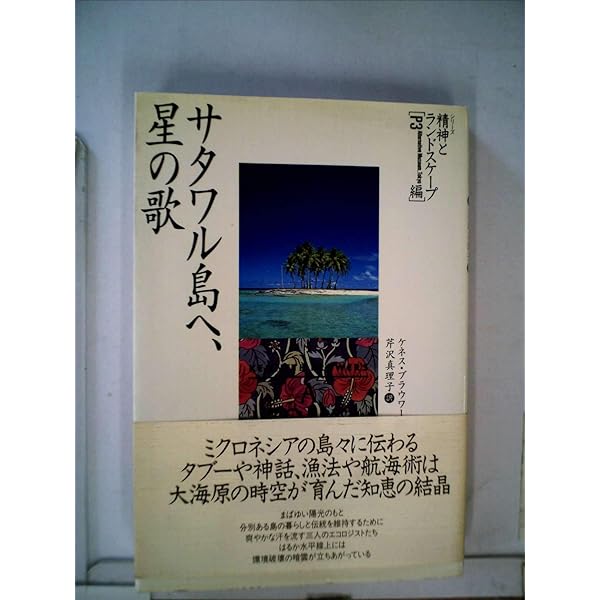 シリーズ
精神と
ランドスケープ
[P3 Alternative Museum, Tokyo 編]
サタワル島へ、
星の歌
ケネス・ブラウワー
芹沢真理子 訳
ミクロネシアの島々に伝わる
タブーや神話、漁法や航海術は
大海原の時空が育んだ知恵の結晶
まばゆい陽光のもと
分別ある島の暮らしと伝統を維持するために
爽やかな汗を流す三人のエコロジストたち
はるか水平線上には
環境破壊の暗雲が立ちあがっている